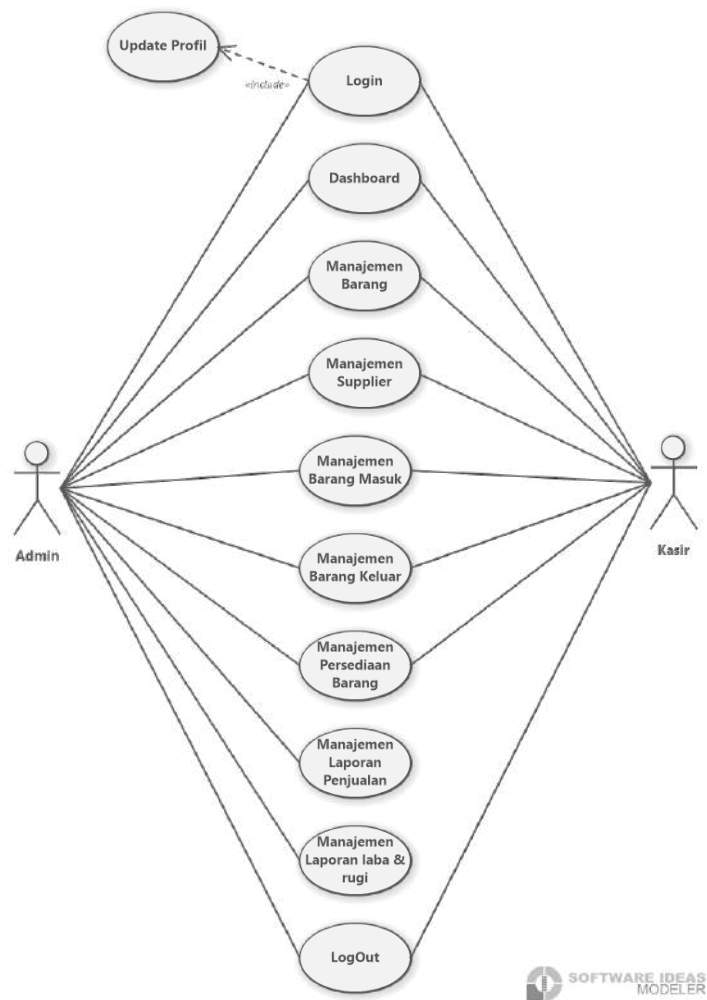 Update Profil
«include»
Login
Dashboard
Manajemen
Barang
Manajemen
Supplier
Manajemen
Barang Masuk
Admin
Kasir
Manajemen
Barang Keluar
Manajemen
Persediaan
Barang
Manajemen
Laporan
Penjualan
Manajemen
Laporan laba &
rugi
LogOut
SOFTWARE IDEAS
MODELER